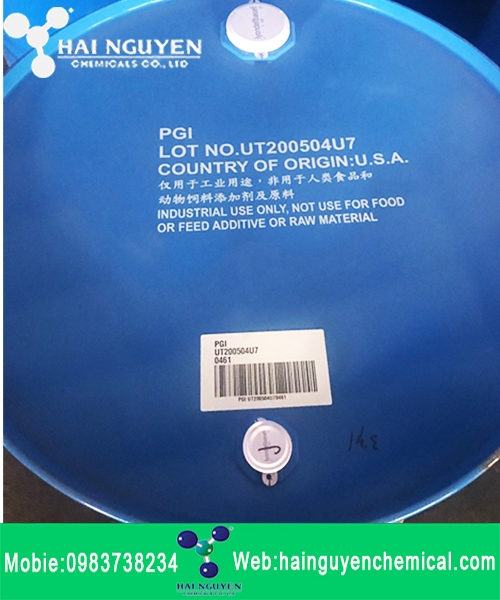 HAI NGUYEN
CHEMICALS CO., LTD
PGI
LOT NO.UT200504U7
COUNTRY OF ORIGIN:U.S.A.
仅用于工业用途，非用于人类食品和
动物饲料添加剂及原料
INDUSTRIAL USE ONLY, NOT USE FOR FOOD
OR FEED ADDITIVE OR RAW MATERIAL
PGI
UT200504U7
0461
PGI UT200504U70461
Mobie:0983738234
HAI NGUYEN
Web:hainguyenchemical.com